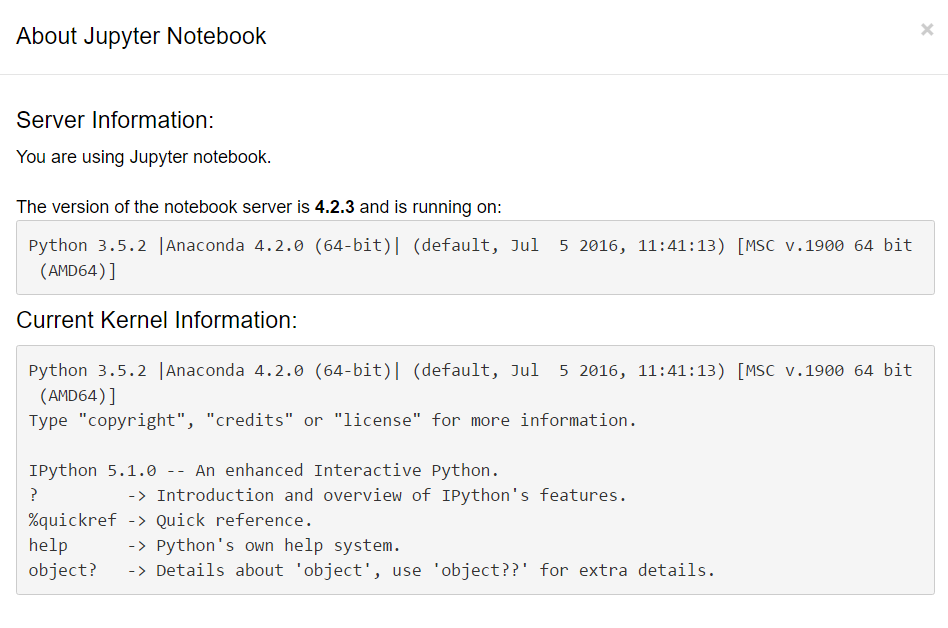 About Jupyter Notebook
×
Server Information:
You are using Jupyter notebook.
The version of the notebook server is 4.2.3 and is running on:
Python 3.5.2 |Anaconda 4.2.0 (64-bit)| (default, Jul  5 2016, 11:41:13) [MSC v.1900 64 bit
 (AMD64)]
Current Kernel Information:
Python 3.5.2 |Anaconda 4.2.0 (64-bit)| (default, Jul  5 2016, 11:41:13) [MSC v.1900 64 bit
 (AMD64)]
Type "copyright", "credits" or "license" for more information.
IPython 5.1.0 -- An enhanced Interactive Python.
?         -> Introduction and overview of IPython's features.
%quickref -> Quick reference.
help      -> Python's own help system.
object?   -> Details about 'object', use 'object??' for extra details.